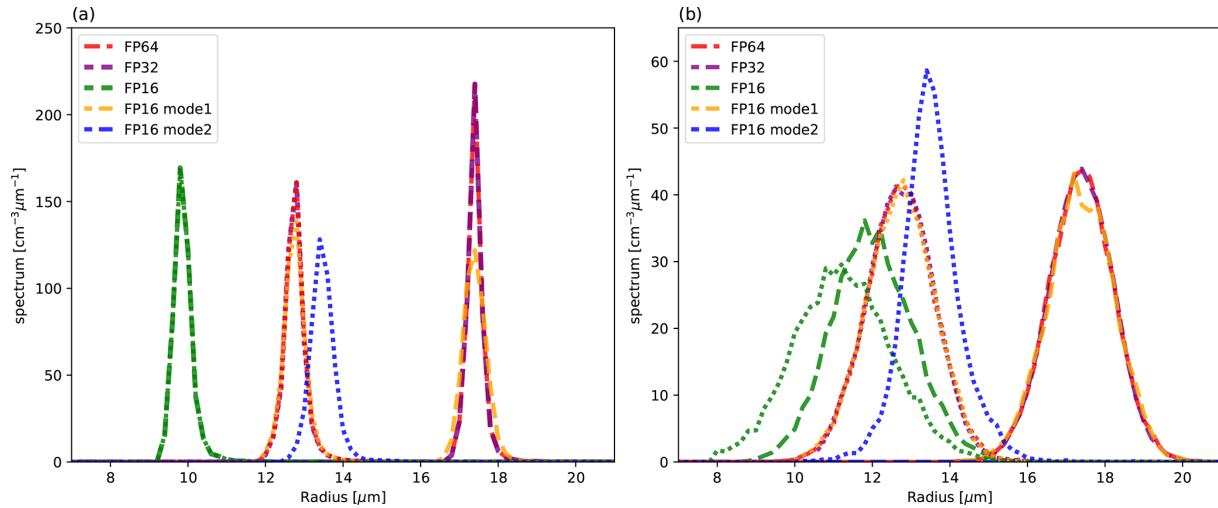 (a)
250
200
150
100
50
0
spectrum [cm⁻³μm⁻¹]
FP64
FP32
FP16
FP16 mode1
FP16 mode2
8 10 12 14 16 18 20
Radius [μm]
(b)
60
50
40
30
20
10
0
spectrum [cm⁻³μm⁻¹]
FP64
FP32
FP16
FP16 mode1
FP16 mode2
8 10 12 14 16 18 20
Radius [μm]